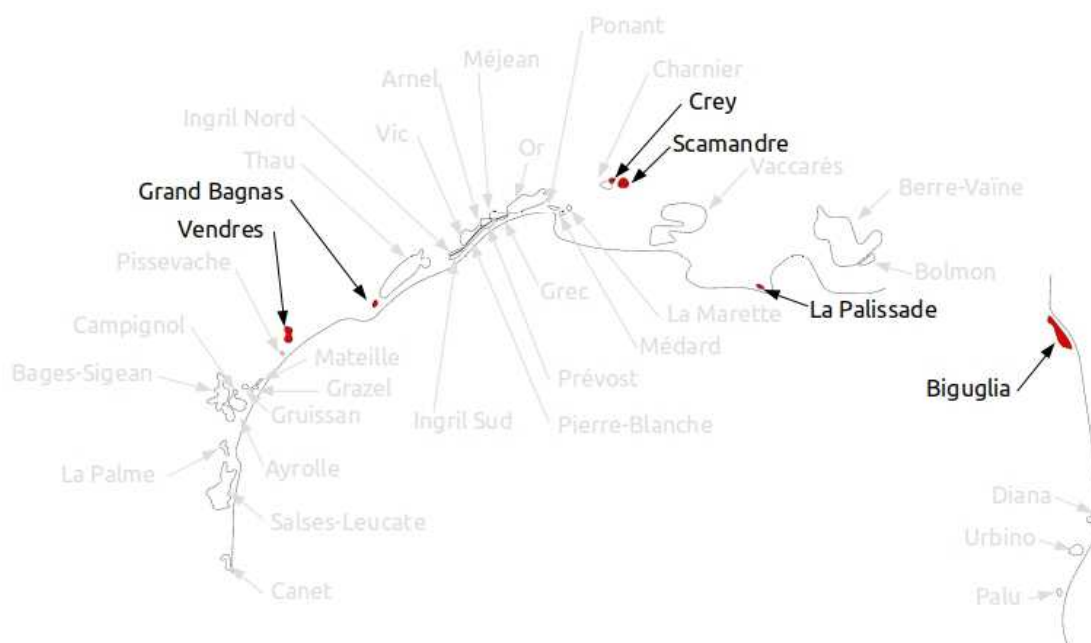 Ponant
Méjean
Charnier
Arnel
Crey
Ingril Nord
Vic
Scamandre
Or
Thau
Vaccarès
Grand Bagnas
Berre-Vaïne
Vendres
Pissevache
Bolmon
Grec
La Marette
La Palissade
Campignol
Médard
Mateille
Bages-Sigean
Prévost
Grazel
Biguglia
Gruissan
Ingril Sud
Pierre-Blanche
Ayrolle
La Palme
Diana
Salses-Leucate
Urbino
Canet
Palu